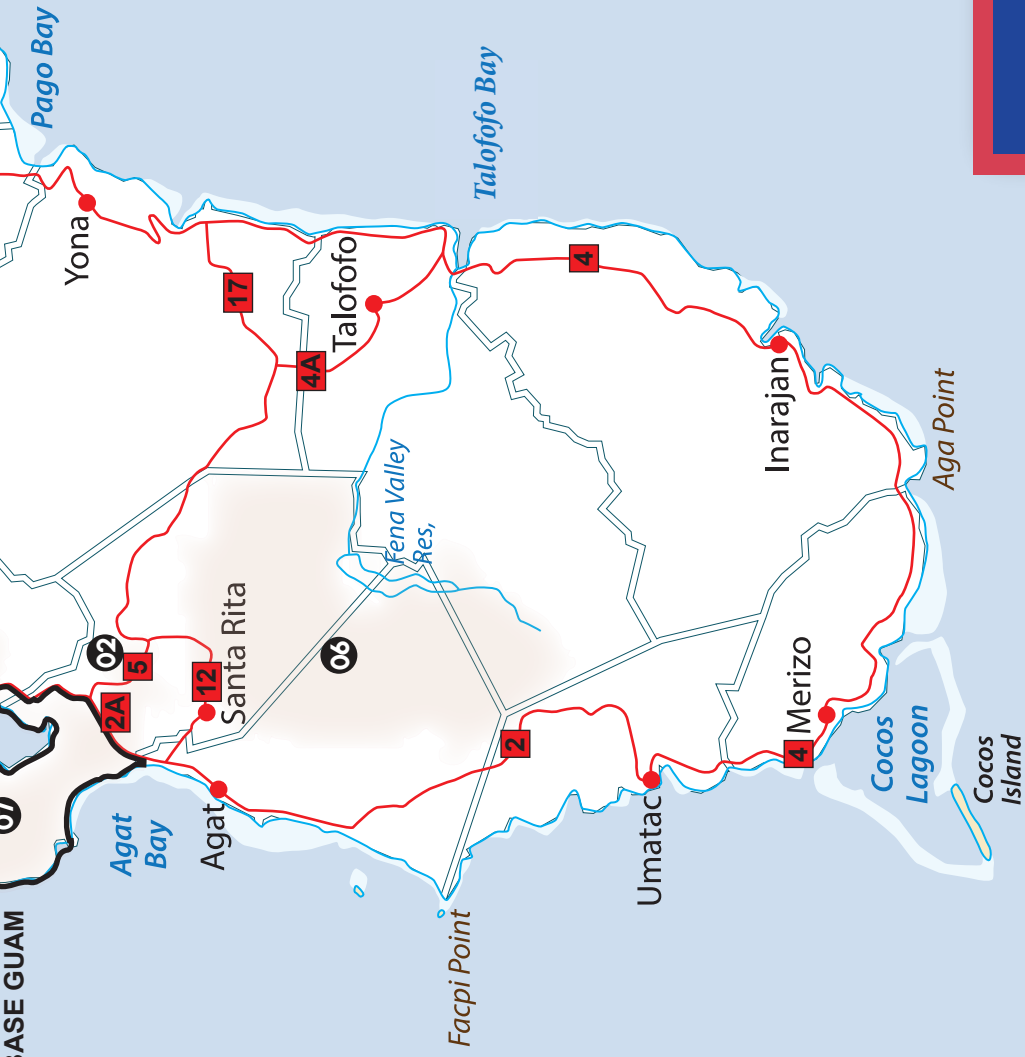 BASE GUAM
07
Pago Bay
Yona
02
2A
5
Agat
Bay
12
Agat
Santa Rita
17
4A
06
Talofofo
Fena Valley
Res,
Facpi Point
Talofofo Bay
2
4
Umatac
Inarajan
4
Merizo
Cocos
Lagoon
Aga Point
Cocos
Island